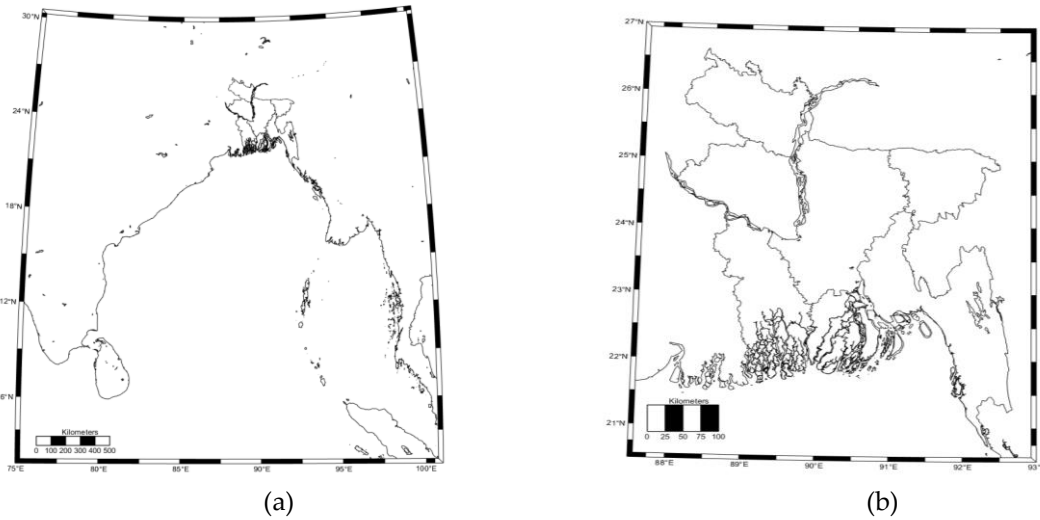 30°N
24°N
18°N
12°N
6°N
Kilometers
0 100 200 300 400 500
75°E 80°E 85°E 90°E 95°E 100°E
(a)
27°N
26°N
25°N
24°N
23°N
22°N
21°N
Kilometers
0 25 50 75 100
88°E 89°E 90°E 91°E 92°E 93°E
(b)